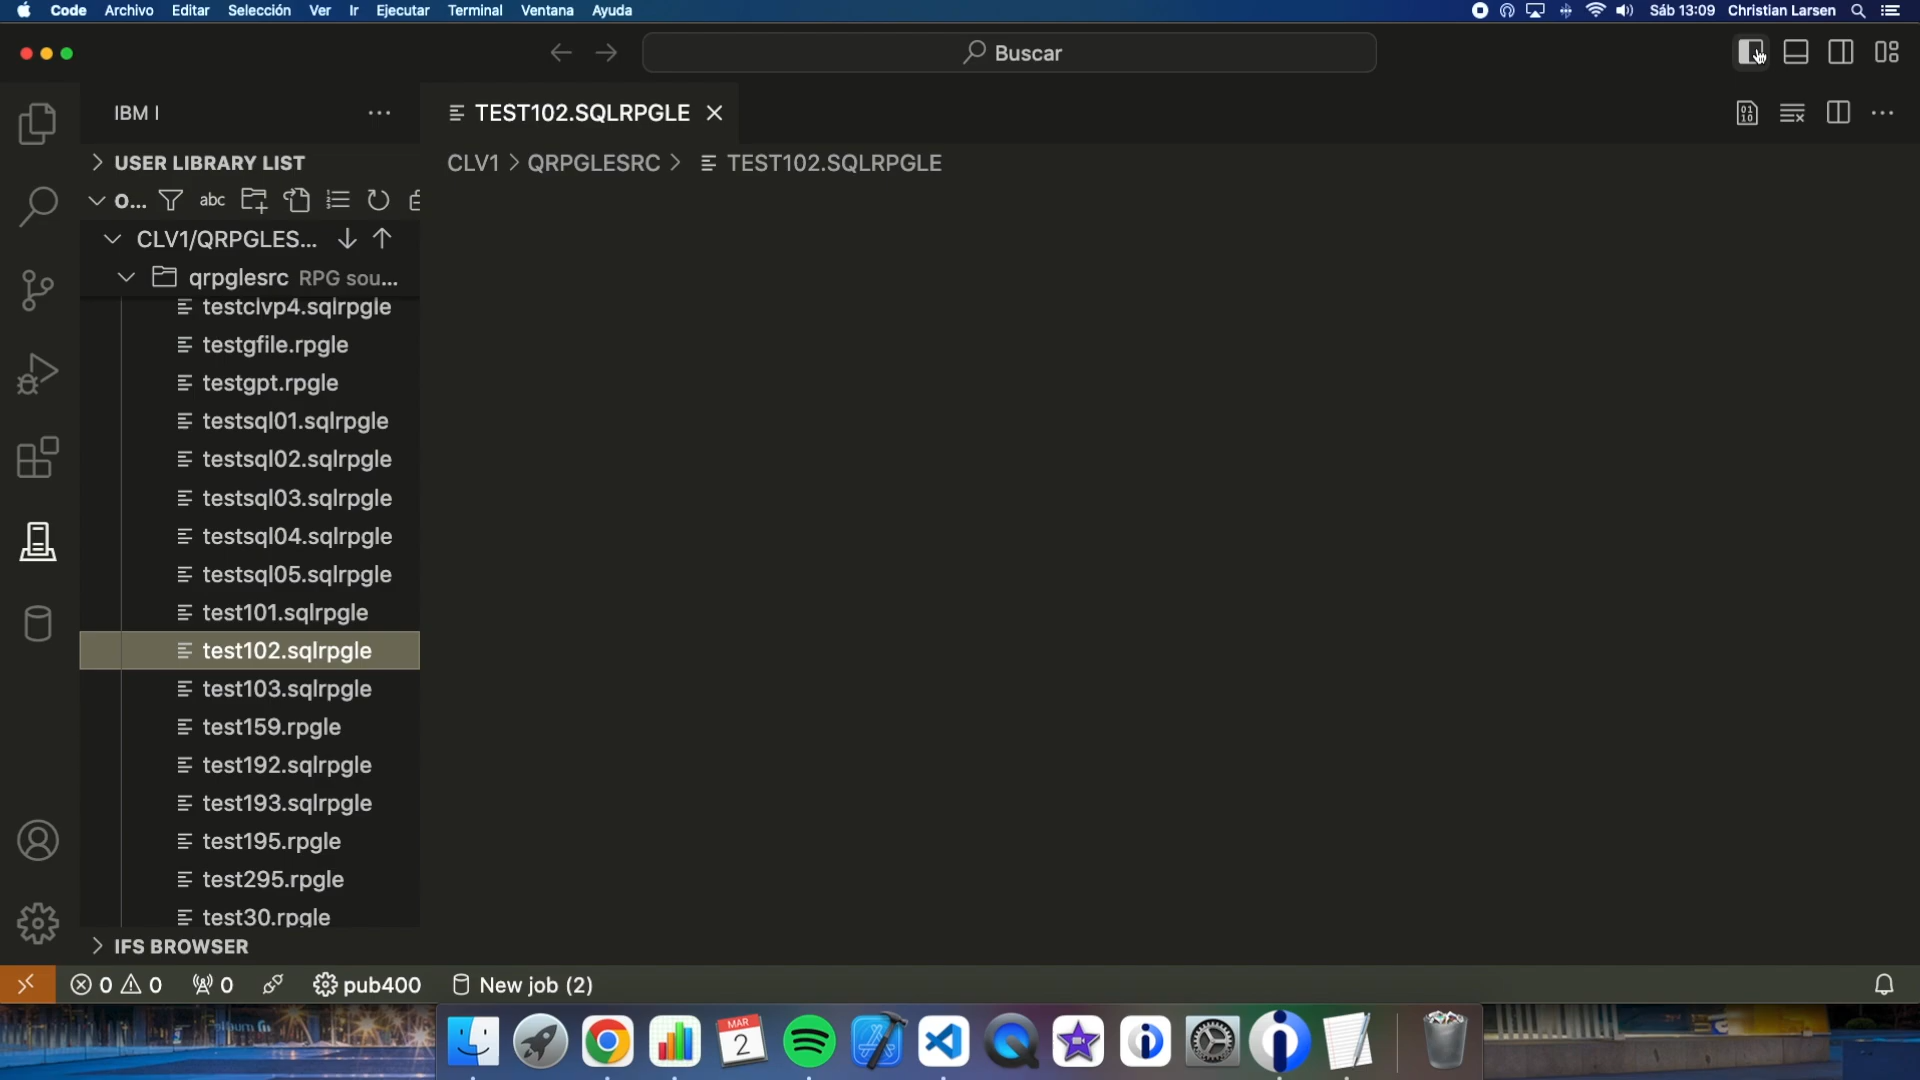 Code Archivo Editar Selección Ver Ir Ejecutar Terminal Ventana Ayuda Sáb 13:09 Christian Larsen
Buscar
IBM I
TEST102.SQLRPGLE
USER LIBRARY LIST
CLV1 > QRPGLESRC > TEST102.SQLRPGLE
O... abc
CLV1/QRPGLES...
qrpglesrc RPG sou...
testclvp4.sqlrpgle
testgfile.rpgle
testgpt.rpgle
testsql01.sqlrpgle
testsql02.sqlrpgle
testsql03.sqlrpgle
testsql04.sqlrpgle
testsql05.sqlrpgle
test101.sqlrpgle
test102.sqlrpgle
test103.sqlrpgle
test159.rpgle
test192.sqlrpgle
test193.sqlrpgle
test195.rpgle
test295.rpgle
test30.rpgle
IFS BROWSER
0 0 0 pub400 New job (2)
MAR
2